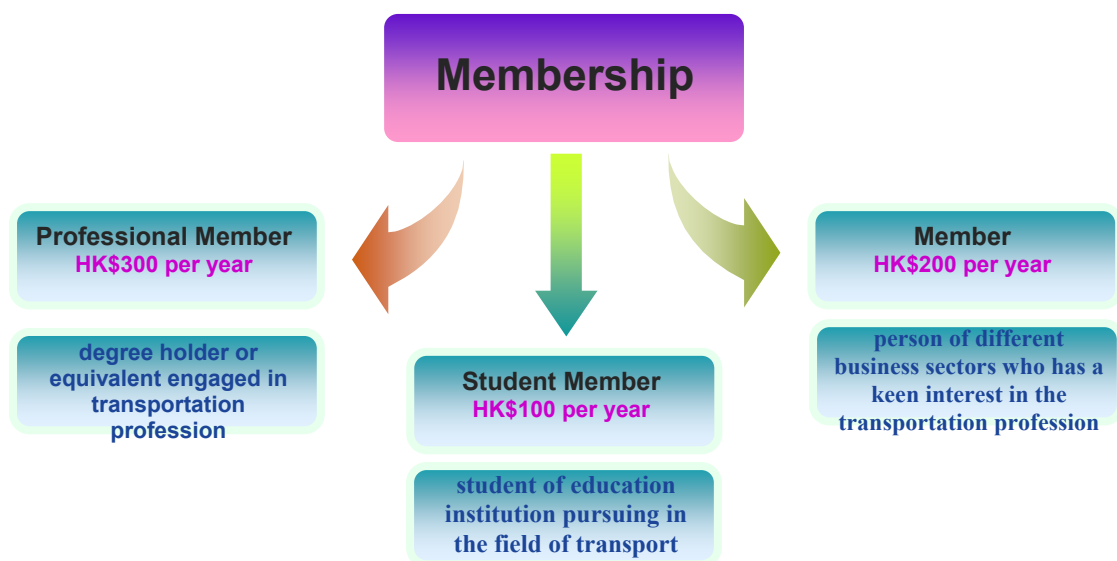 Membership
Professional Member
HK$300 per year
degree holder or
equivalent engaged in
transportation
profession
Student Member
HK$100 per year
student of education
institution pursuing in
the field of transport
Member
HK$200 per year
person of different
business sectors who has a
keen interest in the
transportation profession